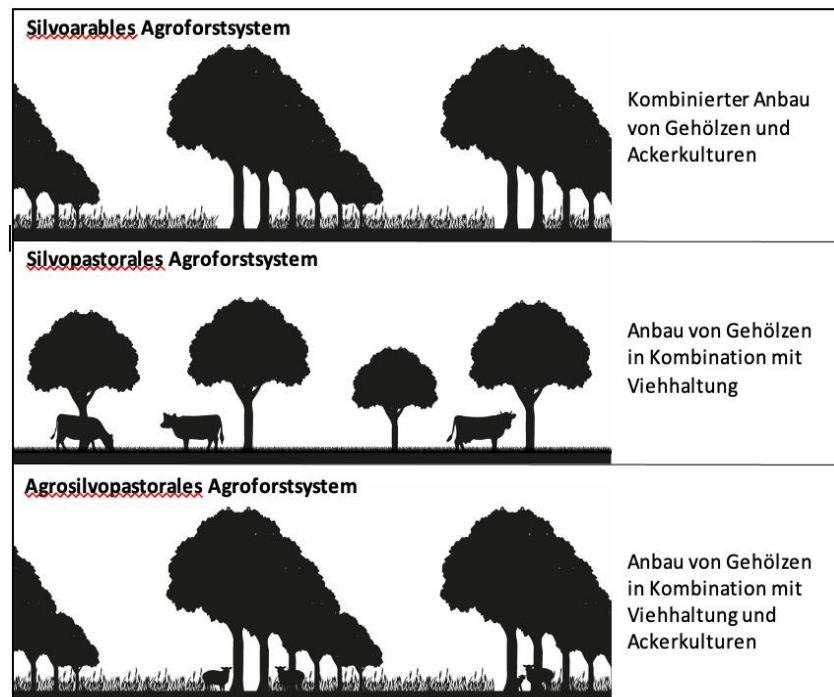 Silvoarables Agroforstsystem
Kombinierter Anbau
von Gehölzen und
Ackerkulturen
Silvopastorales Agroforstsystem
Anbau von Gehölzen
in Kombination mit
Viehhaltung
Agrosilvopastorales Agroforstsystem
Anbau von Gehölzen
in Kombination mit
Viehhaltung und
Ackerkulturen